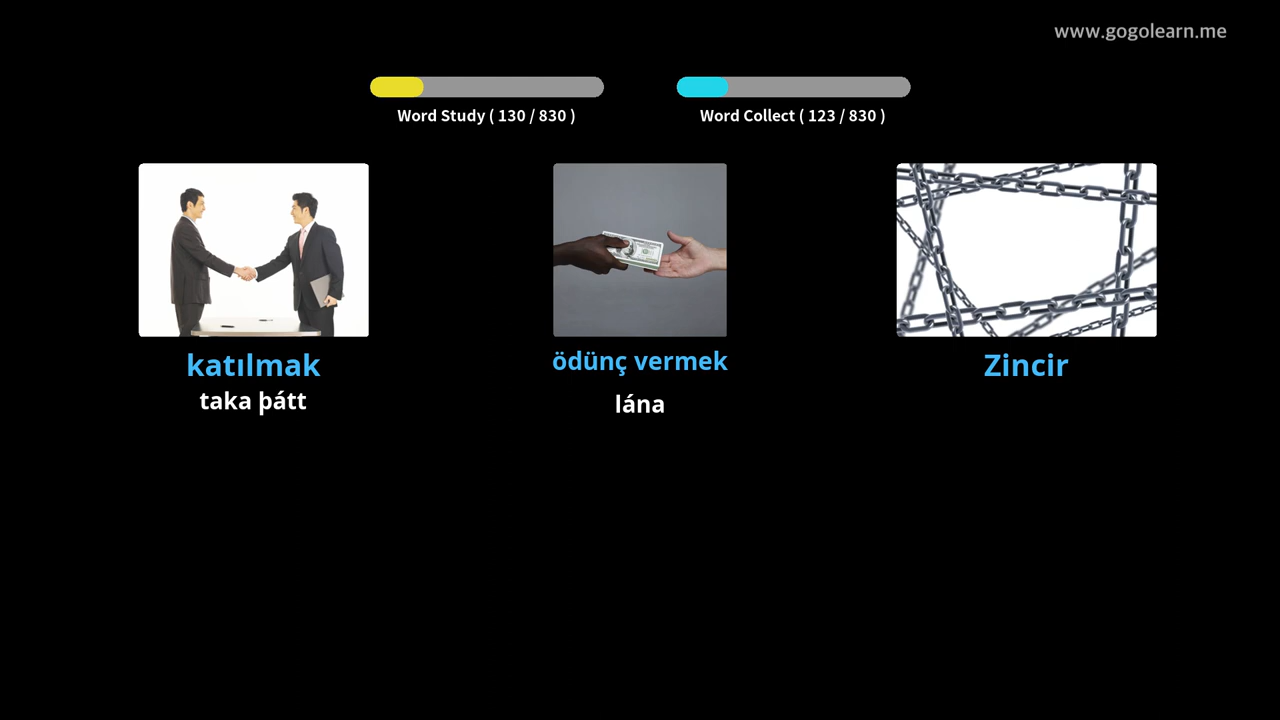 www.gogolearn.me
Word Study ( 130 / 830 )
Word Collect ( 123 / 830 )
katılmak
taka þátt
ödünç vermek
lána
Zincir